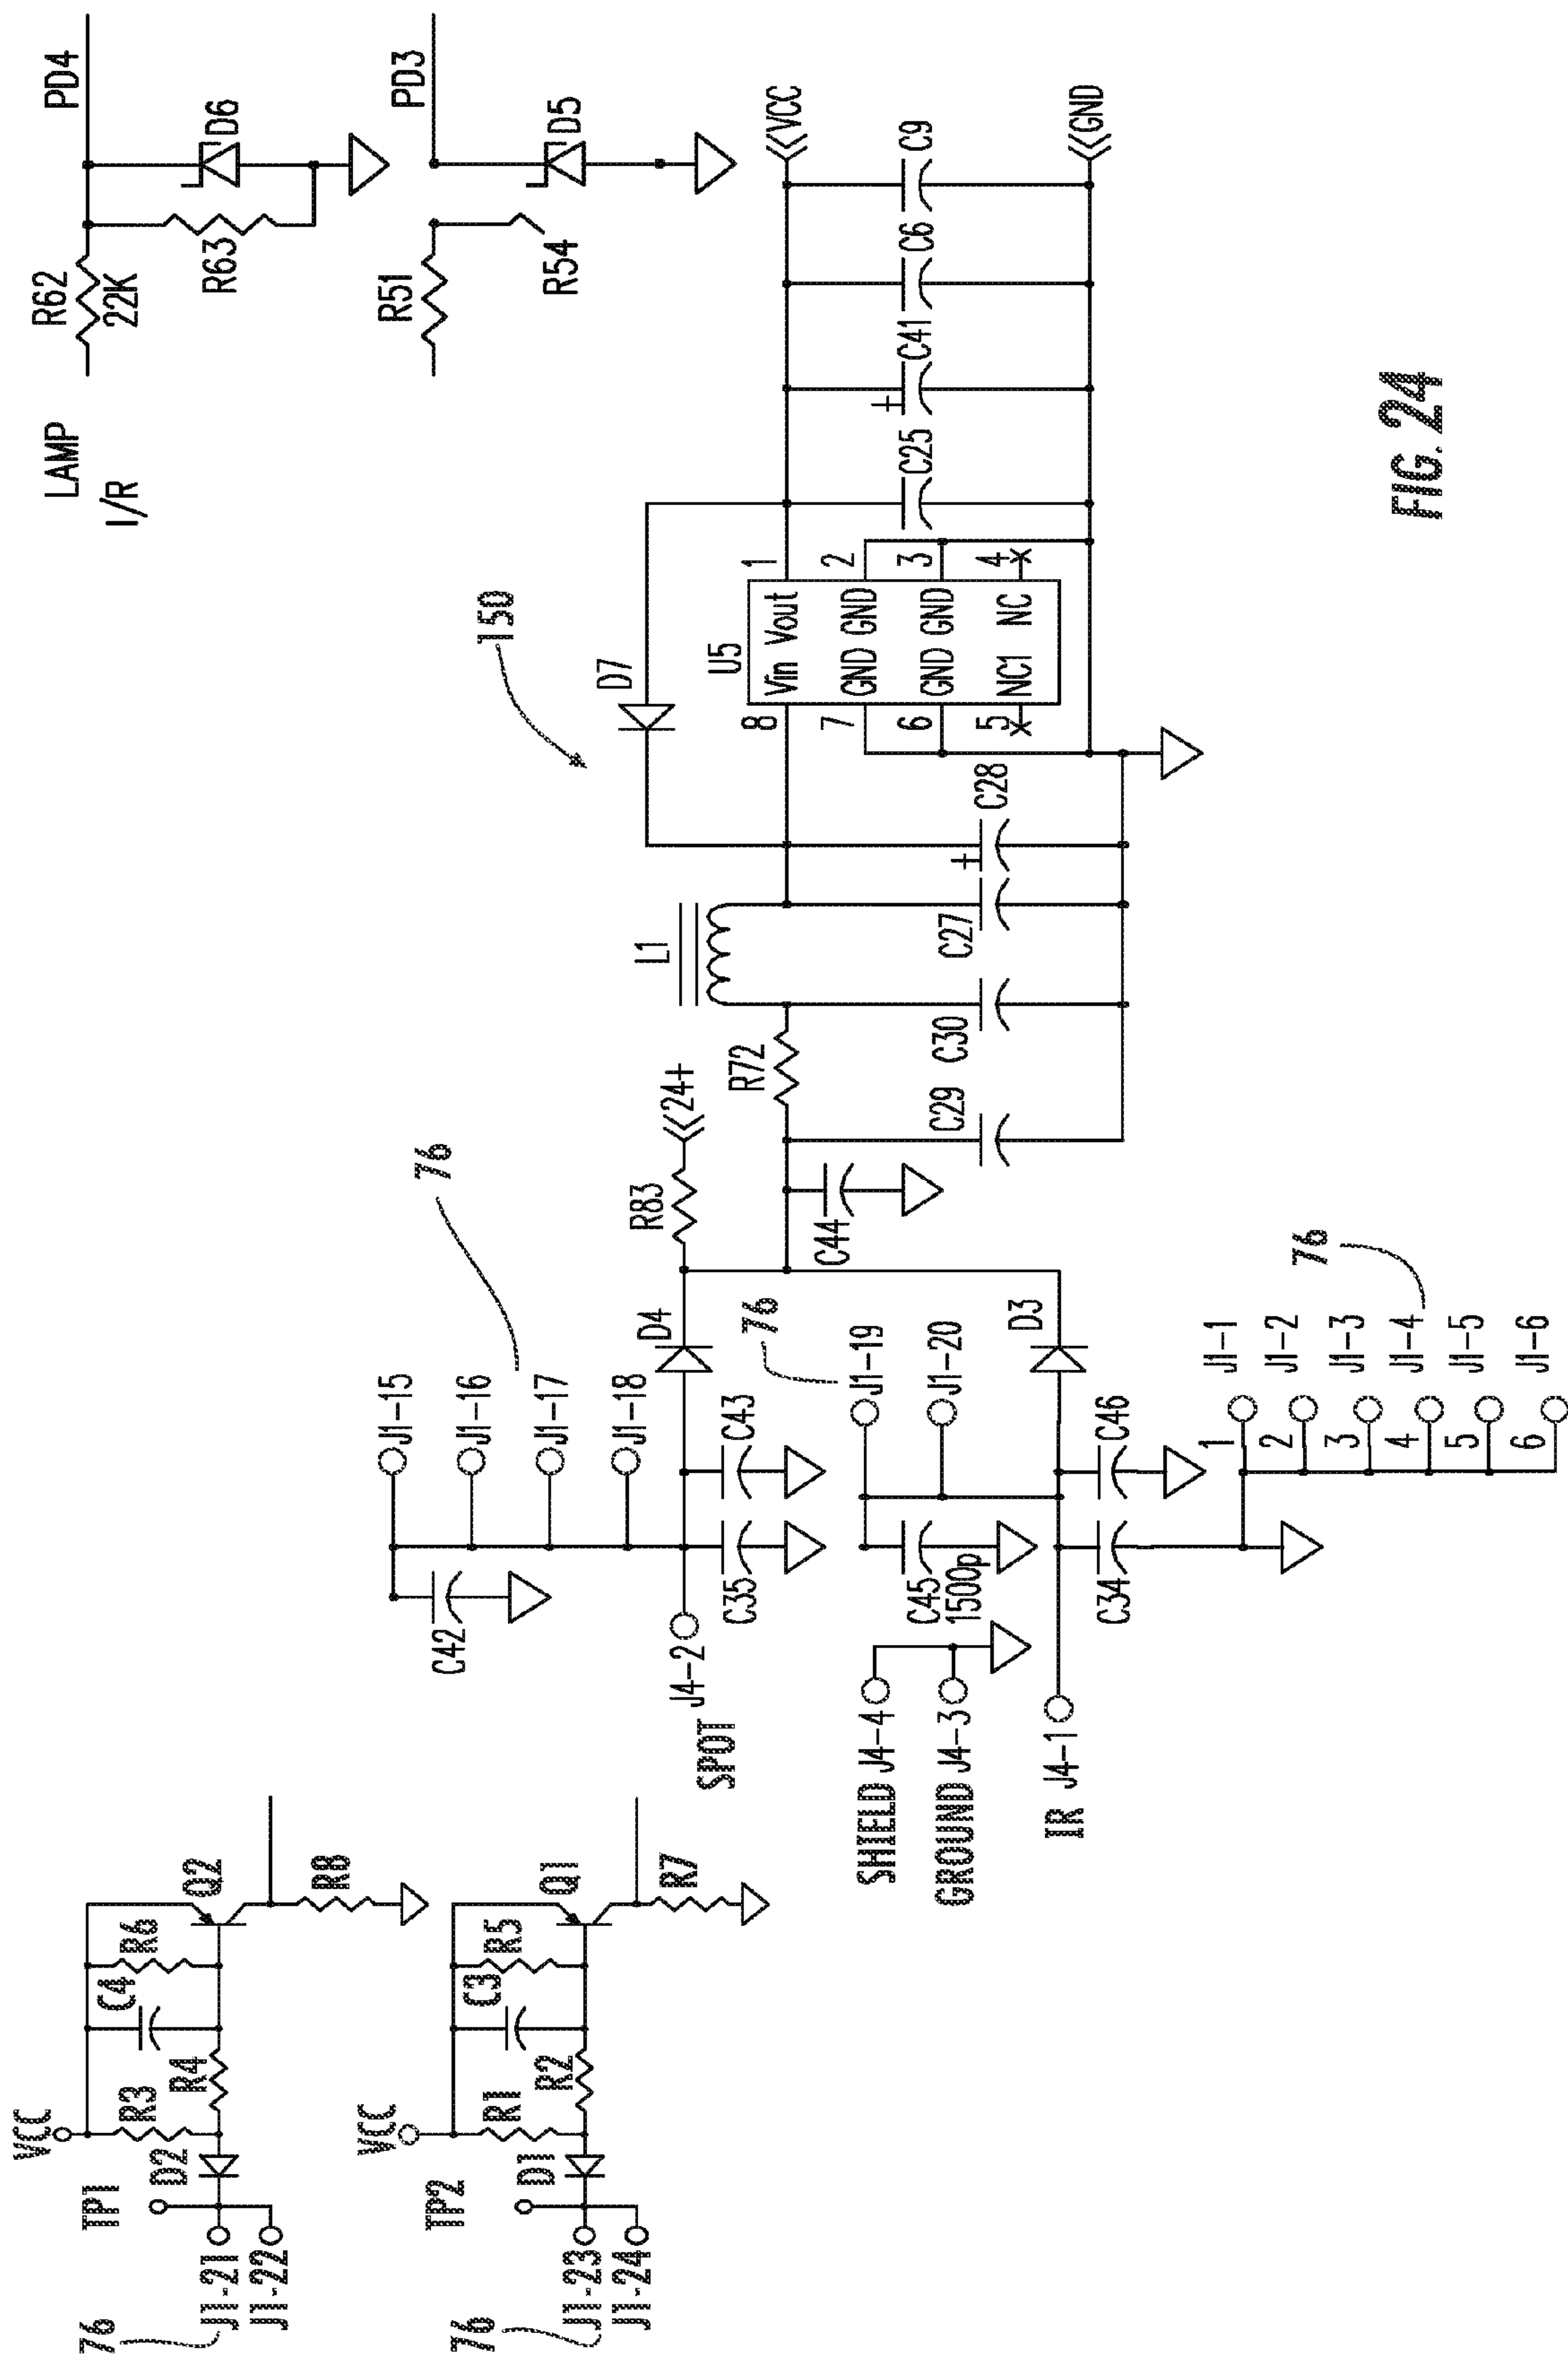 VCC
TP1
D2
R3
C4
R6
Q2
R4
R8
J1-21
J1-22
76
VCC
TP2
D1
R1
C3
R5
Q1
R2
R7
J1-23
J1-24
76
LAMP
I/R
R62
22K
PD4
R63
D6
R51
PD3
R54
D5
C42
J1-15
J1-16
J1-17
J1-18
76
J4-2
SPOT
C35
C43
D4
R83
24+
SHIELD J4-4
GROUND J4-3
IR J4-1
C45
1500p
J1-19
J1-20
76
C34
C46
D3
C44
R72
C29
C30
L1
C27
C28
150
D7
U5
8 Vin Vout 1
7 GND GND 2
6 GND GND 3
5 NC1 NC 4
C25
+
C41
C6
C9
VCC
GND
+
1 J1-1
2 J1-2
3 J1-3
4 J1-4
5 J1-5
6 J1-6
76
FIG. 24